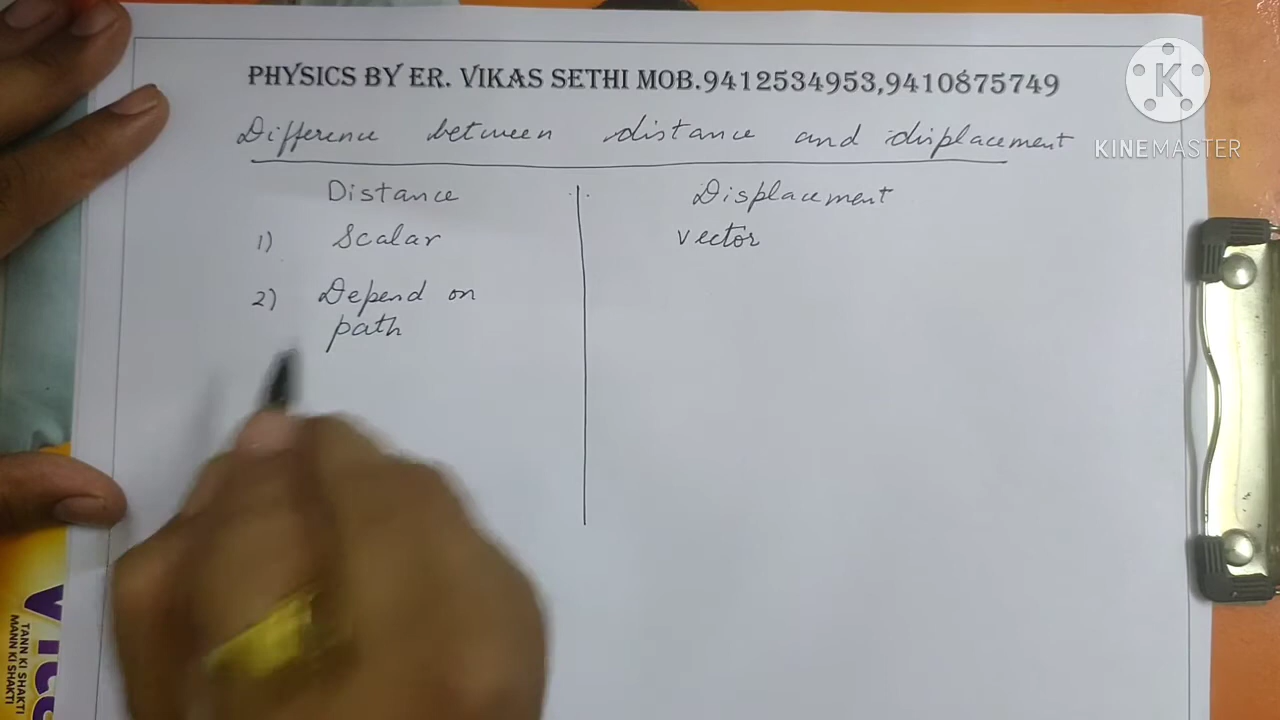 PHYSICS BY ER. VIKAS SETHI MOB.9412534953,9410875749
K
KINEMASTER
Difference between distance and displacement
Distance Displacement
1) Scalar vector
2) Depend on
path
TANN KI SHAKTI
MANN KI SHAKTI